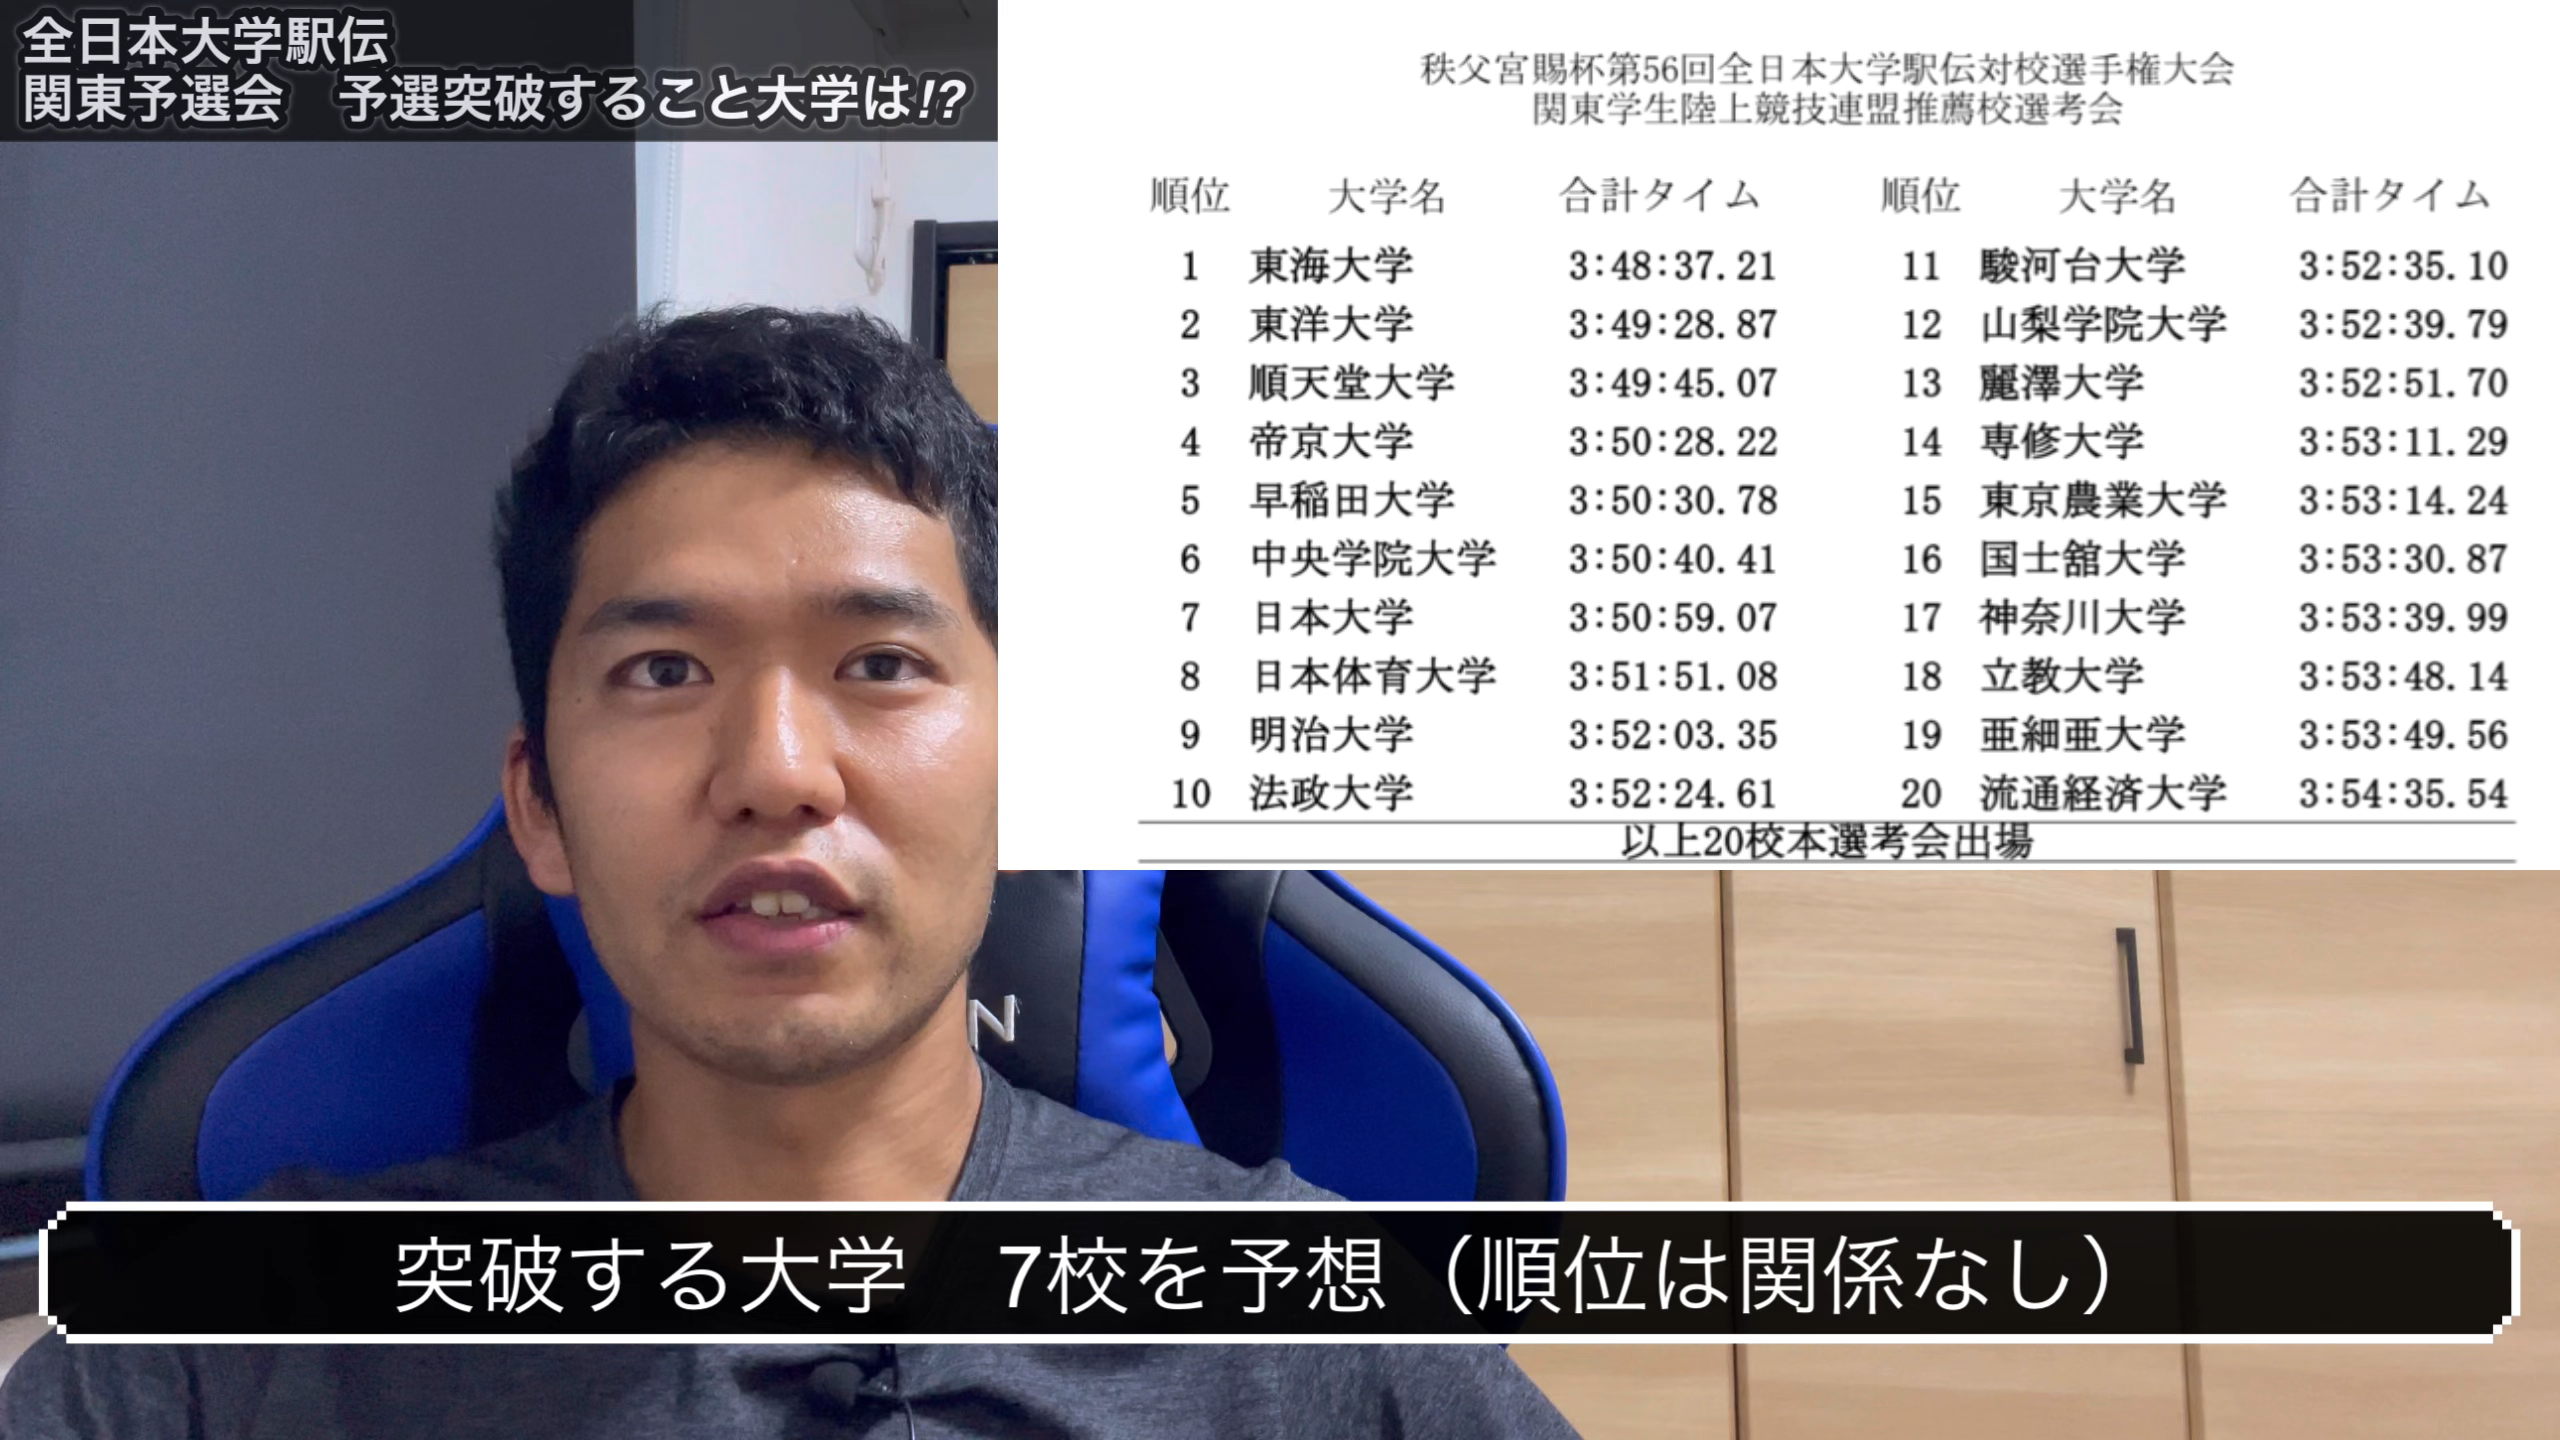 全日本大学駅伝
関東予選会　予選突破すること大学は!?
秩父宮賜杯第56回全日本大学駅伝対校選手権大会
関東学生陸上競技連盟推薦校選考会
順位 大学名 合計タイム 順位 大学名 合計タイム
1 東海大学 3:48:37.21 11 駿河台大学 3:52:35.10
2 東洋大学 3:49:28.87 12 山梨学院大学 3:52:39.79
3 順天堂大学 3:49:45.07 13 麗澤大学 3:52:51.70
4 帝京大学 3:50:28.22 14 専修大学 3:53:11.29
5 早稲田大学 3:50:30.78 15 東京農業大学 3:53:14.24
6 中央学院大学 3:50:40.41 16 国士舘大学 3:53:30.87
7 日本大学 3:50:59.07 17 神奈川大学 3:53:39.99
8 日本体育大学 3:51:51.08 18 立教大学 3:53:48.14
9 明治大学 3:52:03.35 19 亜細亜大学 3:53:49.56
10 法政大学 3:52:24.61 20 流通経済大学 3:54:35.54
以上20校本選考会出場
N
突破する大学　7校を予想（順位は関係なし）